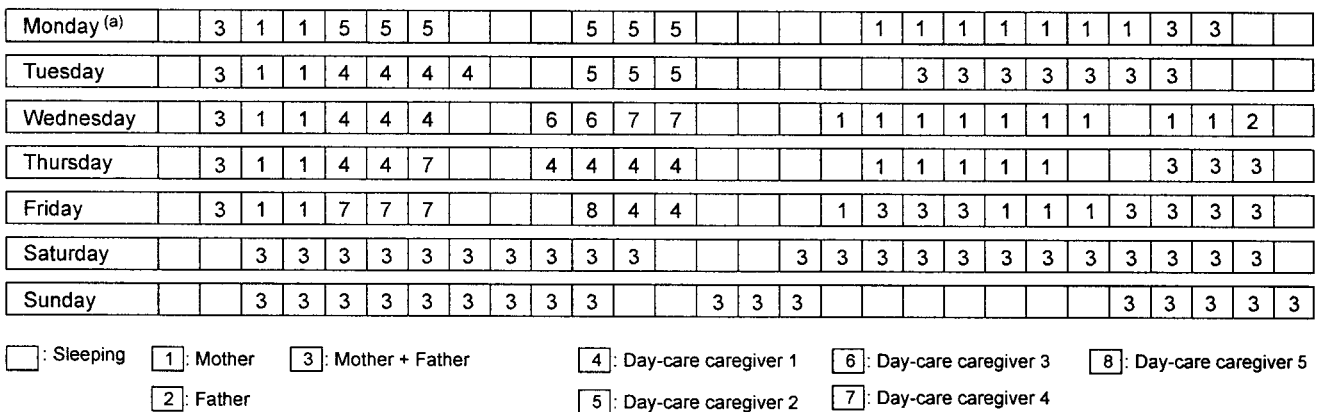 Monday (a) 3 1 1 5 5 5 5 5 5 1 1 1 1 1 1 1 3 3
Tuesday 3 1 1 4 4 4 4 5 5 5 3 3 3 3 3 3 3
Wednesday 3 1 1 4 4 4 6 6 7 7 1 1 1 1 1 1 1 1 1 2
Thursday 3 1 1 4 4 7 4 4 4 4 1 1 1 1 1 3 3 3
Friday 3 1 1 7 7 7 8 4 4 1 3 3 3 1 1 1 3 3 3 3
Saturday 3 3 3 3 3 3 3 3 3 3 3 3 3 3 3 3 3 3 3 3 3 3
Sunday 3 3 3 3 3 3 3 3 3 3 3 3 3 3 3 3 3
: Sleeping 1 : Mother 3 : Mother + Father 4 : Day-care caregiver 1 6 : Day-care caregiver 3 8 : Day-care caregiver 5
2 : Father 5 : Day-care caregiver 2 7 : Day-care caregiver 4